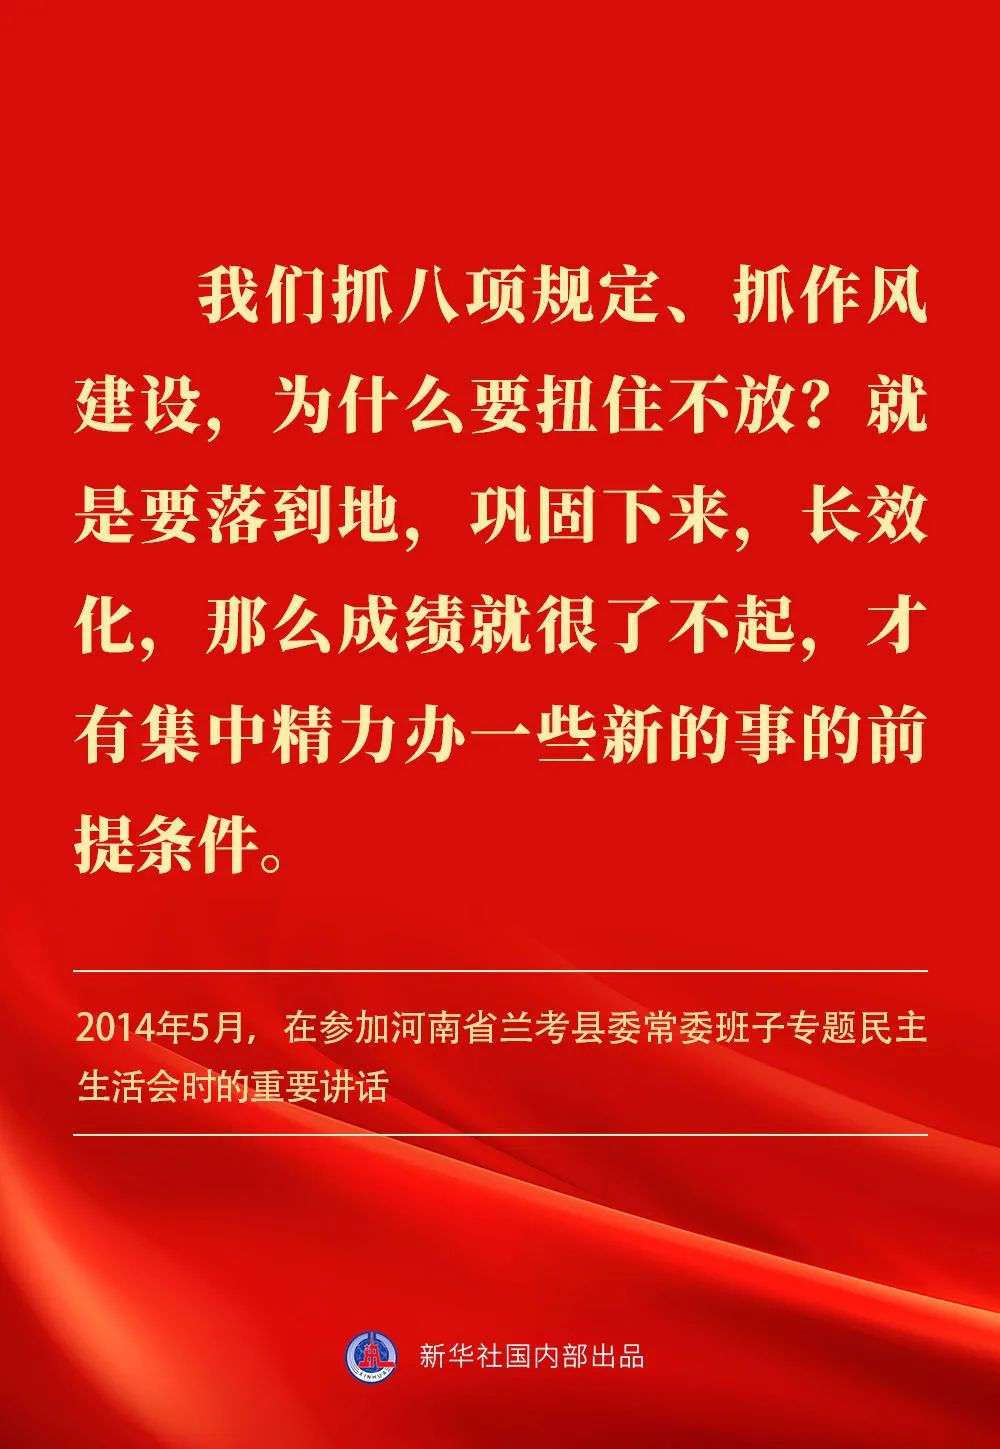 我们抓八项规定、抓作风
建设，为什么要扭住不放？就
是要落到地，巩固下来，长效
化，那么成绩就很了不起，才
有集中精力办一些新的事的前
提条件。
2014年5月，在参加河南省兰考县委常委班子专题民主
生活会时的重要讲话
XINHUA
新华社国内部出品